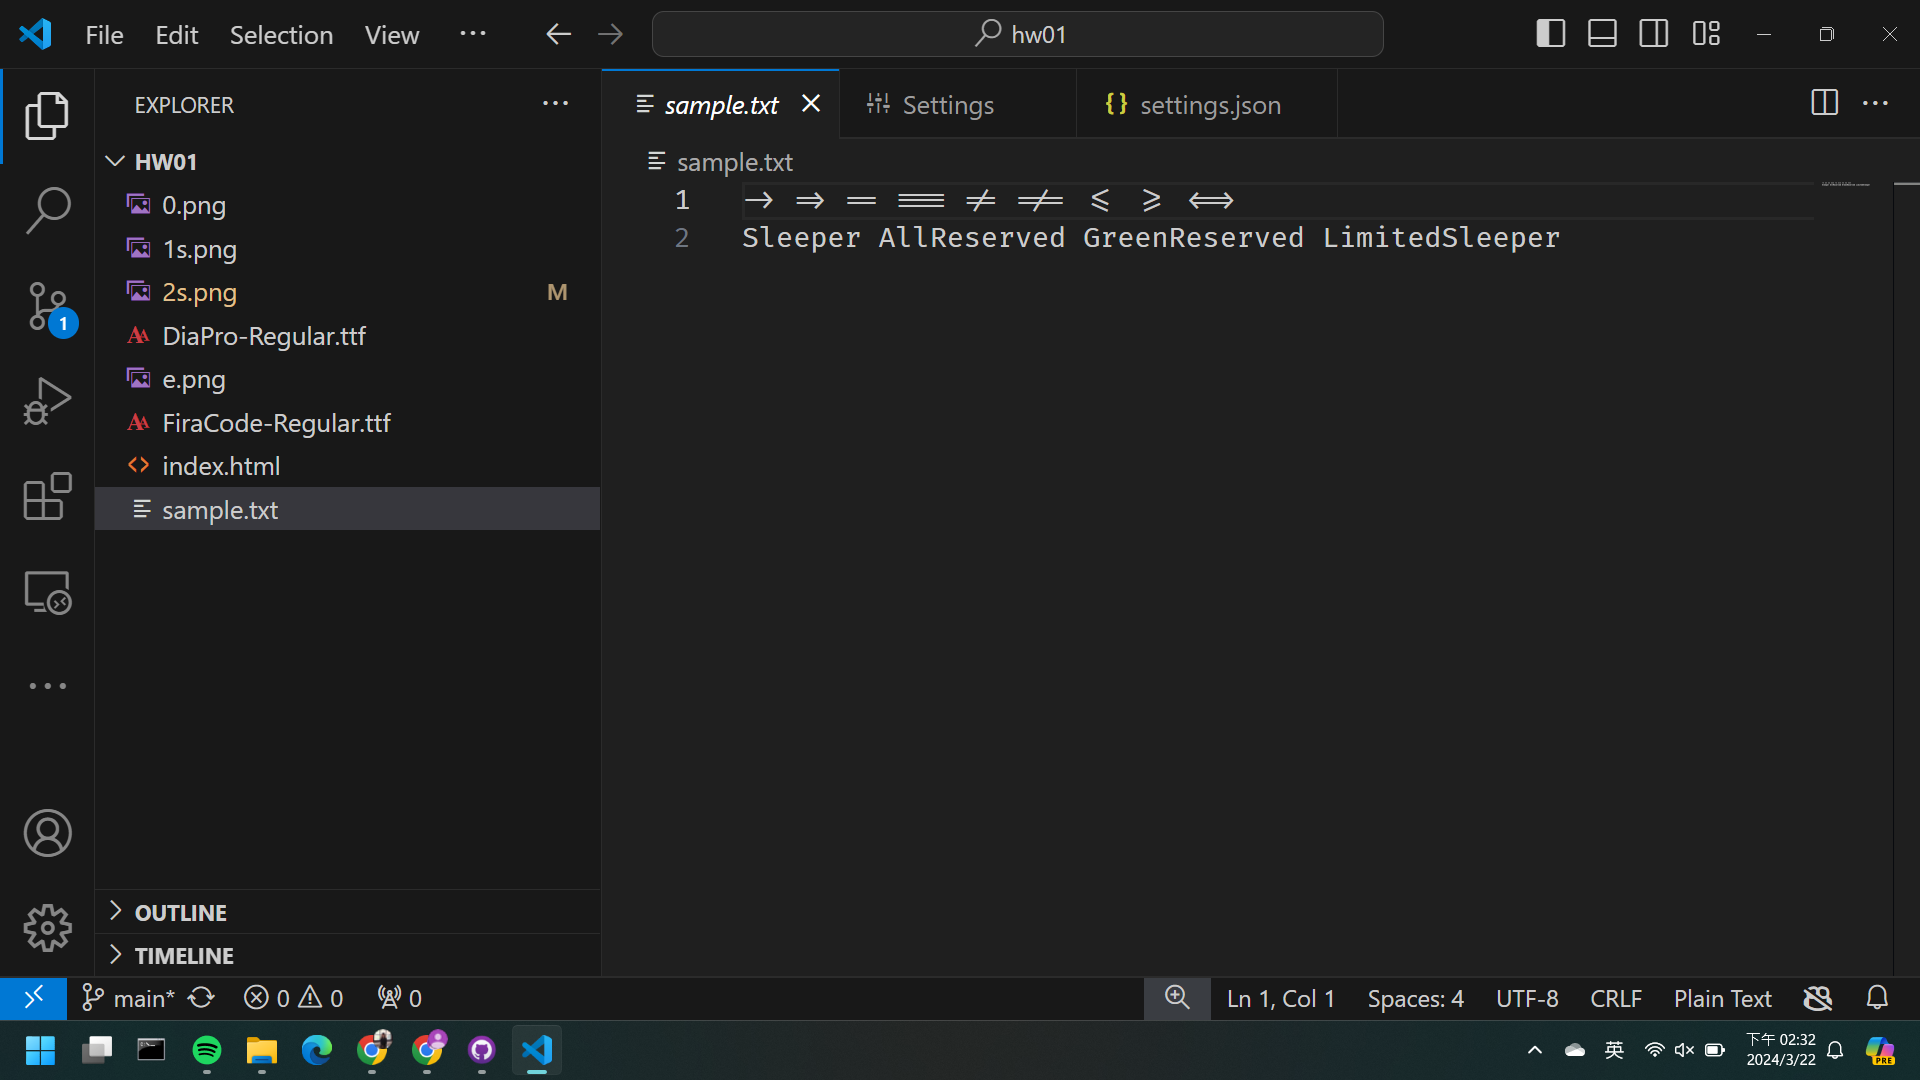 File Edit Selection View ··· hw01
EXPLORER ···
HW01
0.png
1s.png
2s.png M
DiaPro-Regular.ttf
e.png
FiraCode-Regular.ttf
index.html
sample.txt
OUTLINE
TIMELINE
sample.txt Settings settings.json ···
sample.txt
1 → ⇒ == === ≠ ≠= ⩽ ⩾ ⟺
2 Sleeper AllReserved GreenReserved LimitedSleeper
1
main* 0 0 0 Ln 1, Col 1 Spaces: 4 UTF-8 CRLF Plain Text
英 下午 02:32
2024/3/22
PRE